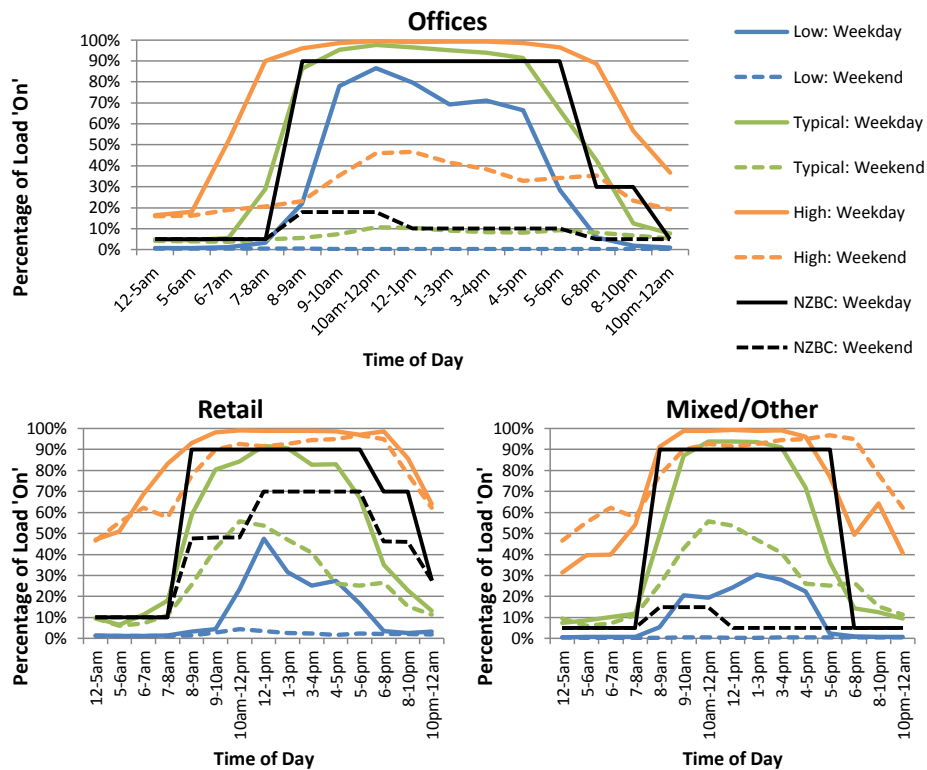 Offices
Percentage of Load 'On'
100%
90%
80%
70%
60%
50%
40%
30%
20%
10%
0%
12-5am
5-6am
6-7am
7-8am
8-9am
9-10am
10am-12pm
12-1pm
1-3pm
3-4pm
4-5pm
5-6pm
6-8pm
8-10pm
10pm-12am
Time of Day
Low: Weekday
Low: Weekend
Typical: Weekday
Typical: Weekend
High: Weekday
High: Weekend
NZBC: Weekday
NZBC: Weekend
Retail
Percentage of Load 'On'
100%
90%
80%
70%
60%
50%
40%
30%
20%
10%
0%
12-5am
5-6am
6-7am
7-8am
8-9am
9-10am
10am-12pm
12-1pm
1-3pm
3-4pm
4-5pm
5-6pm
6-8pm
8-10pm
10pm-12am
Time of Day
Mixed/Other
Percentage of Load 'On'
100%
90%
80%
70%
60%
50%
40%
30%
20%
10%
0%
12-5am
5-6am
6-7am
7-8am
8-9am
9-10am
10am-12pm
12-1pm
1-3pm
3-4pm
4-5pm
5-6pm
6-8pm
8-10pm
10pm-12am
Time of Day